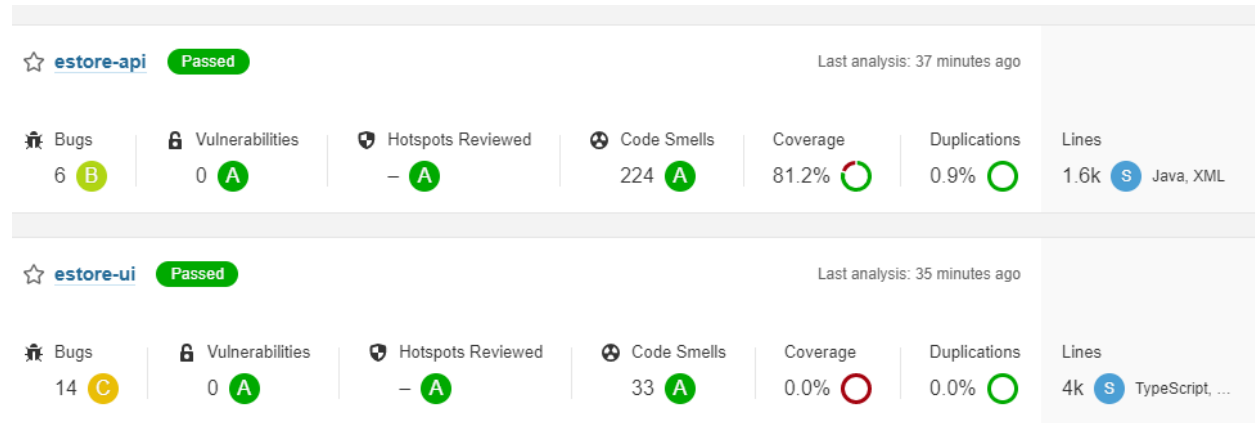 estore-api Passed Last analysis: 37 minutes ago
Bugs Vulnerabilities Hotspots Reviewed Code Smells Coverage Duplications Lines
6 B 0 A – A 224 A 81.2% 0.9% 1.6k S Java, XML
estore-ui Passed Last analysis: 35 minutes ago
Bugs Vulnerabilities Hotspots Reviewed Code Smells Coverage Duplications Lines
14 C 0 A – A 33 A 0.0% 0.0% 4k S TypeScript, ...